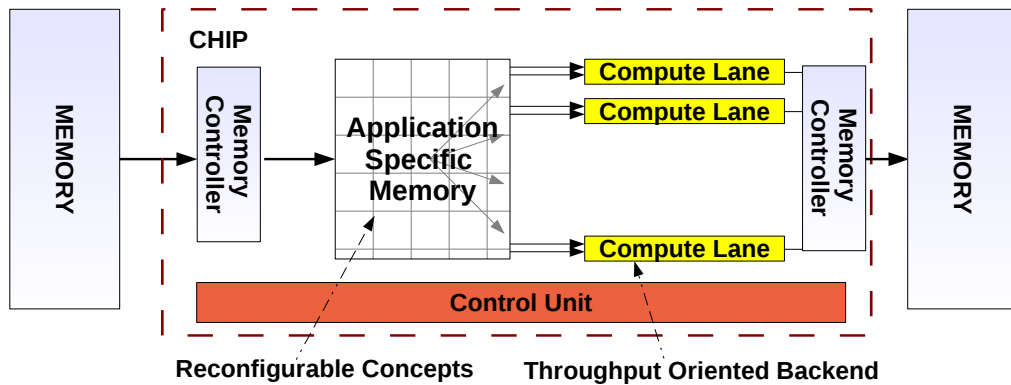 MEMORY
CHIP
Memory
Controller
Application
Specific
Memory
Compute Lane
Compute Lane
Compute Lane
Memory
Controller
MEMORY
Control Unit
Reconfigurable Concepts
Throughput Oriented Backend